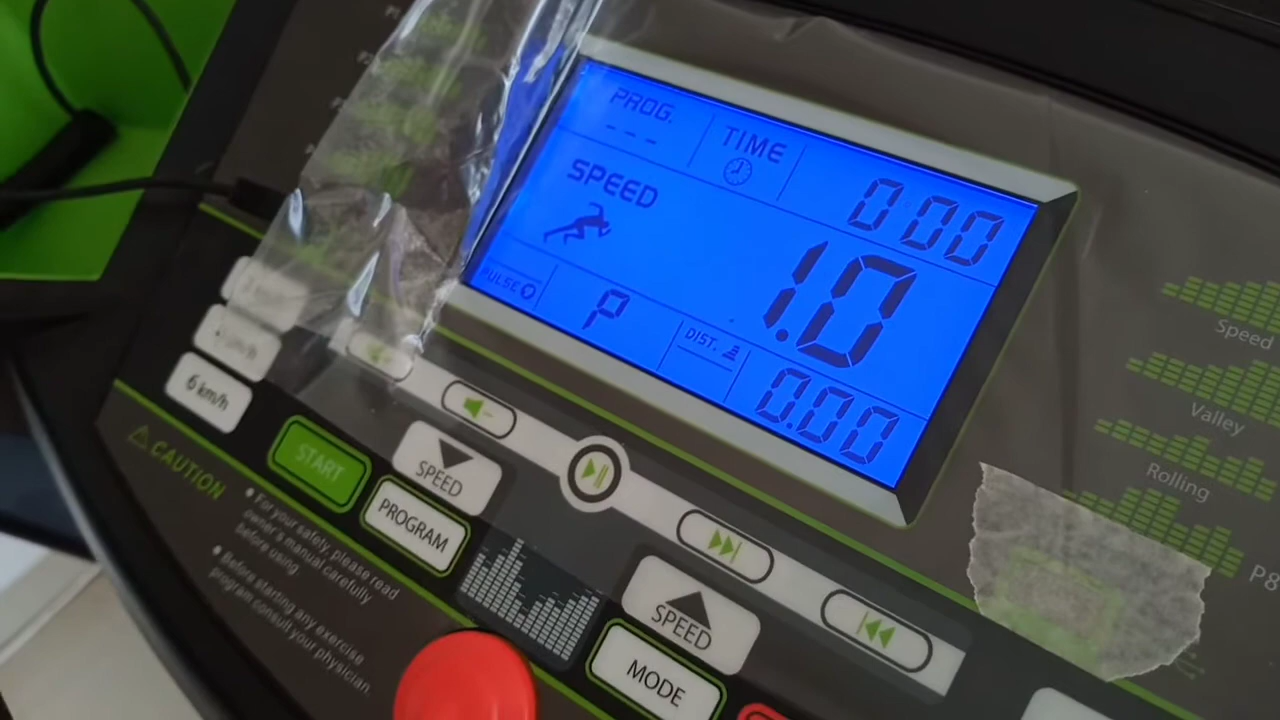 PROG.
---
TIME
0:00
SPEED
1.0
PULSE
P
DIST.
0.00
6 km/h
START
SPEED
PROGRAM
SPEED
MODE
CAUTION
For your safety, please read
owner's manual carefully
before using.
Before starting any exercise
program consult your physician.
Speed
Valley
Rolling
P8